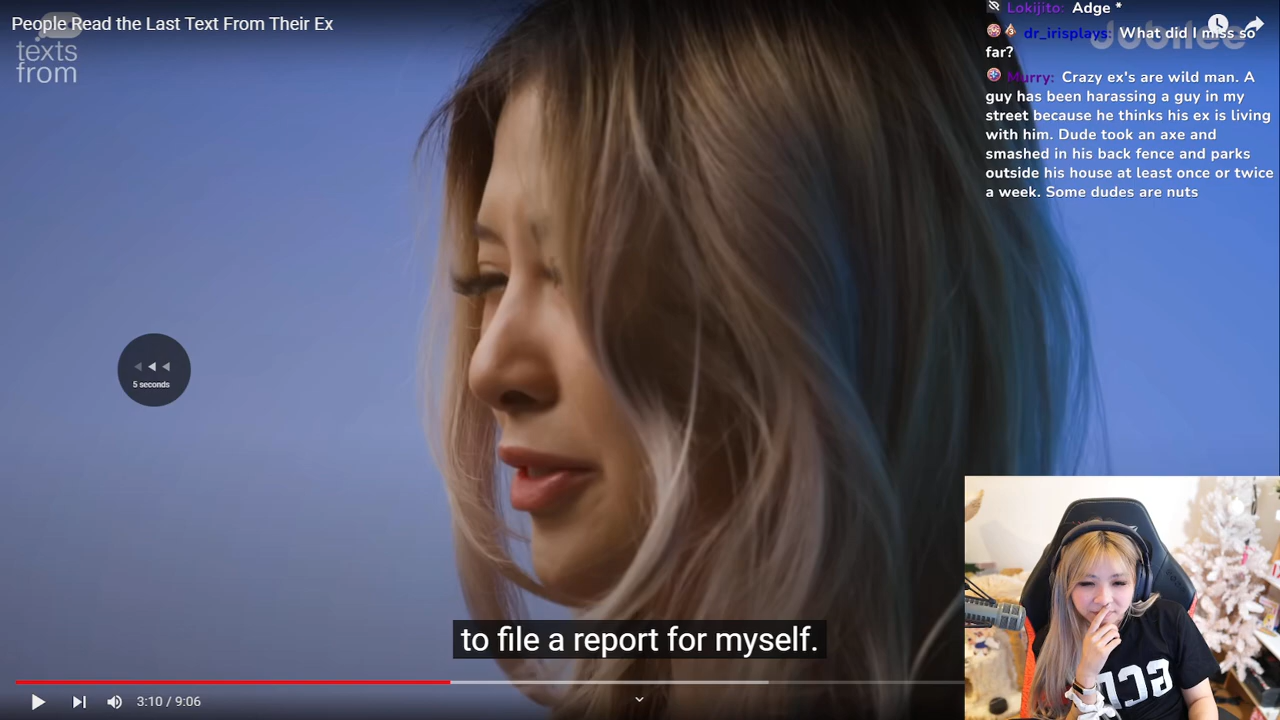 People Read the Last Text From Their Ex
texts
from
Jubilee
Lokijito: Adge *
dr_irisplays: What did I miss so
far?
Murry: Crazy ex's are wild man. A
guy has been harassing a guy in my
street because he thinks his ex is living
with him. Dude took an axe and
smashed in his back fence and parks
outside his house at least once or twice
a week. Some dudes are nuts
5 seconds
to file a report for myself.
3:10 / 9:06